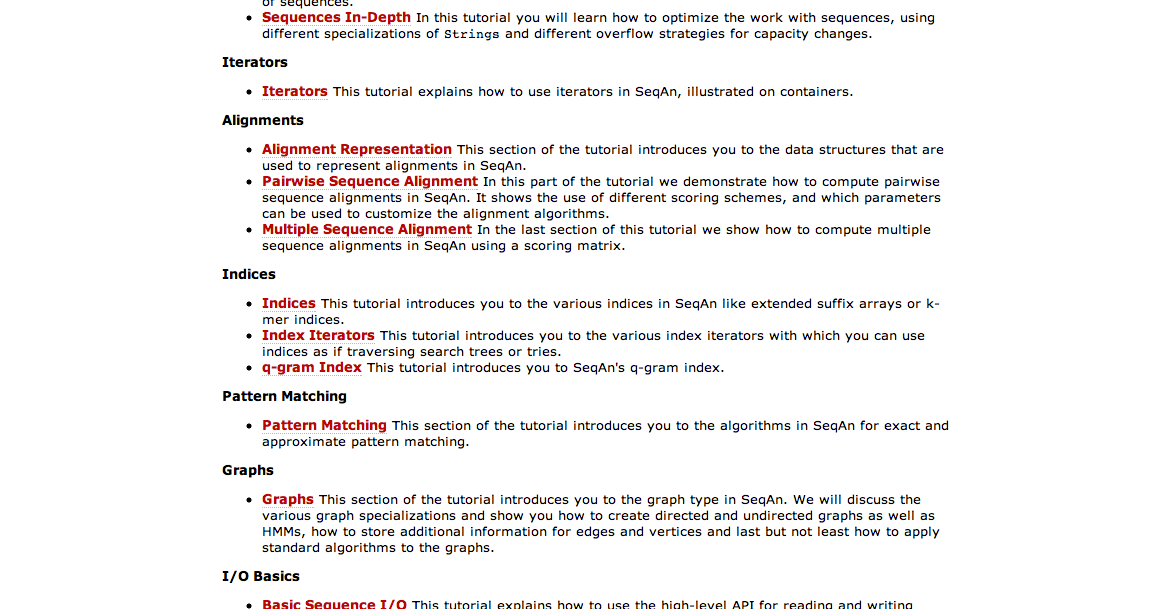 of sequences.
Sequences In-Depth In this tutorial you will learn how to optimize the work with sequences, using
different specializations of Strings and different overflow strategies for capacity changes.
Iterators
Iterators This tutorial explains how to use iterators in SeqAn, illustrated on containers.
Alignments
Alignment Representation This section of the tutorial introduces you to the data structures that are
used to represent alignments in SeqAn.
Pairwise Sequence Alignment In this part of the tutorial we demonstrate how to compute pairwise
sequence alignments in SeqAn. It shows the use of different scoring schemes, and which parameters
can be used to customize the alignment algorithms.
Multiple Sequence Alignment In the last section of this tutorial we show how to compute multiple
sequence alignments in SeqAn using a scoring matrix.
Indices
Indices This tutorial introduces you to the various indices in SeqAn like extended suffix arrays or k-
mer indices.
Index Iterators This tutorial introduces you to the various index iterators with which you can use
indices as if traversing search trees or tries.
q-gram Index This tutorial introduces you to SeqAn's q-gram index.
Pattern Matching
Pattern Matching This section of the tutorial introduces you to the algorithms in SeqAn for exact and
approximate pattern matching.
Graphs
Graphs This section of the tutorial introduces you to the graph type in SeqAn. We will discuss the
various graph specializations and show you how to create directed and undirected graphs as well as
HMMs, how to store additional information for edges and vertices and last but not least how to apply
standard algorithms to the graphs.
I/O Basics
Basic Sequence I/O This tutorial explains how to use the high-level API for reading and writing